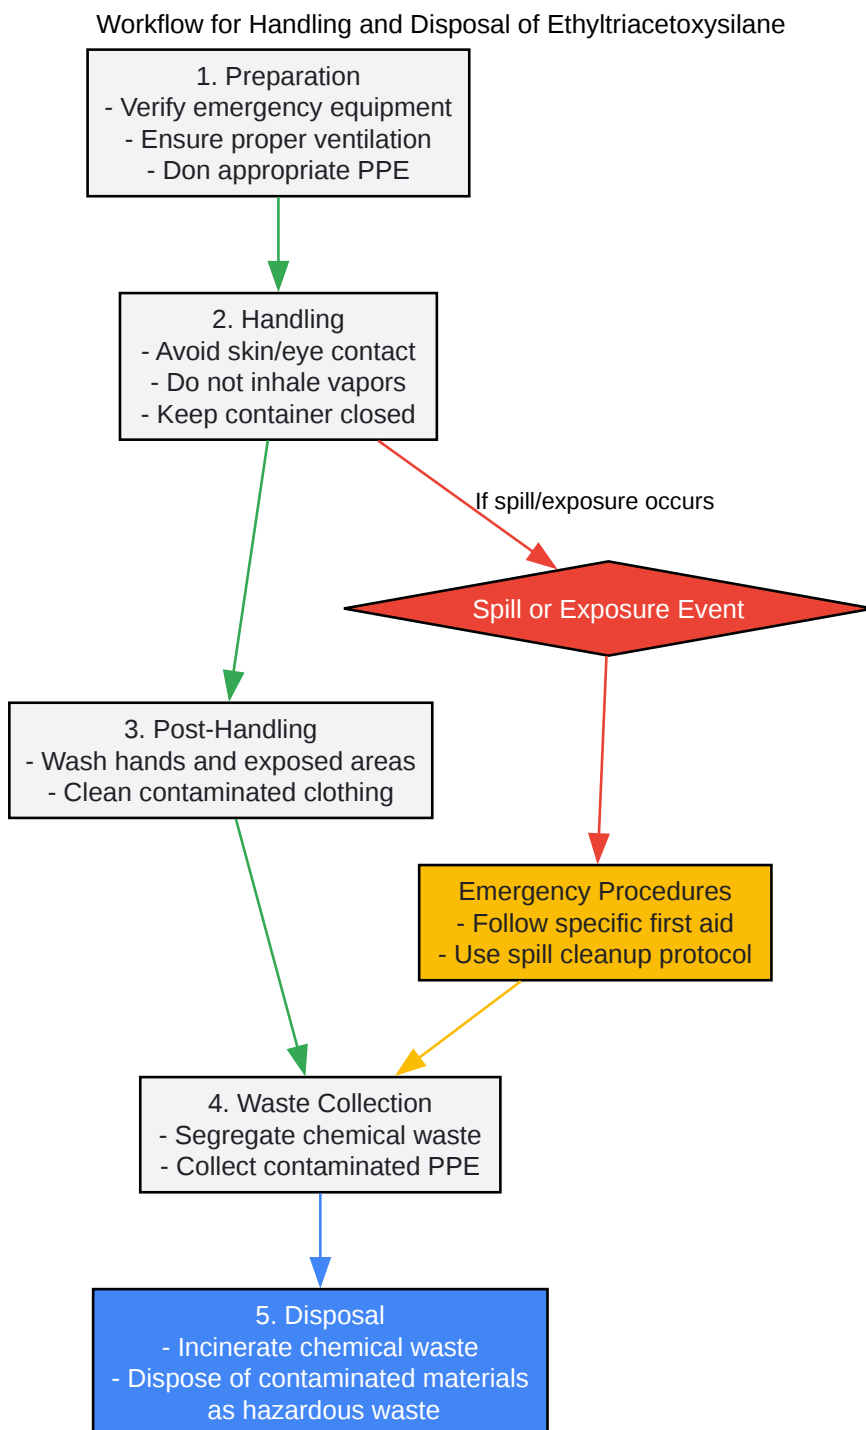 Workflow for Handling and Disposal of Ethyltriacetoxysilane
1. Preparation
- Verify emergency equipment
- Ensure proper ventilation
- Don appropriate PPE
2. Handling
- Avoid skin/eye contact
- Do not inhale vapors
- Keep container closed
If spill/exposure occurs
Spill or Exposure Event
3. Post-Handling
- Wash hands and exposed areas
- Clean contaminated clothing
Emergency Procedures
- Follow specific first aid
- Use spill cleanup protocol
4. Waste Collection
- Segregate chemical waste
- Collect contaminated PPE
5. Disposal
- Incinerate chemical waste
- Dispose of contaminated materials
as hazardous waste